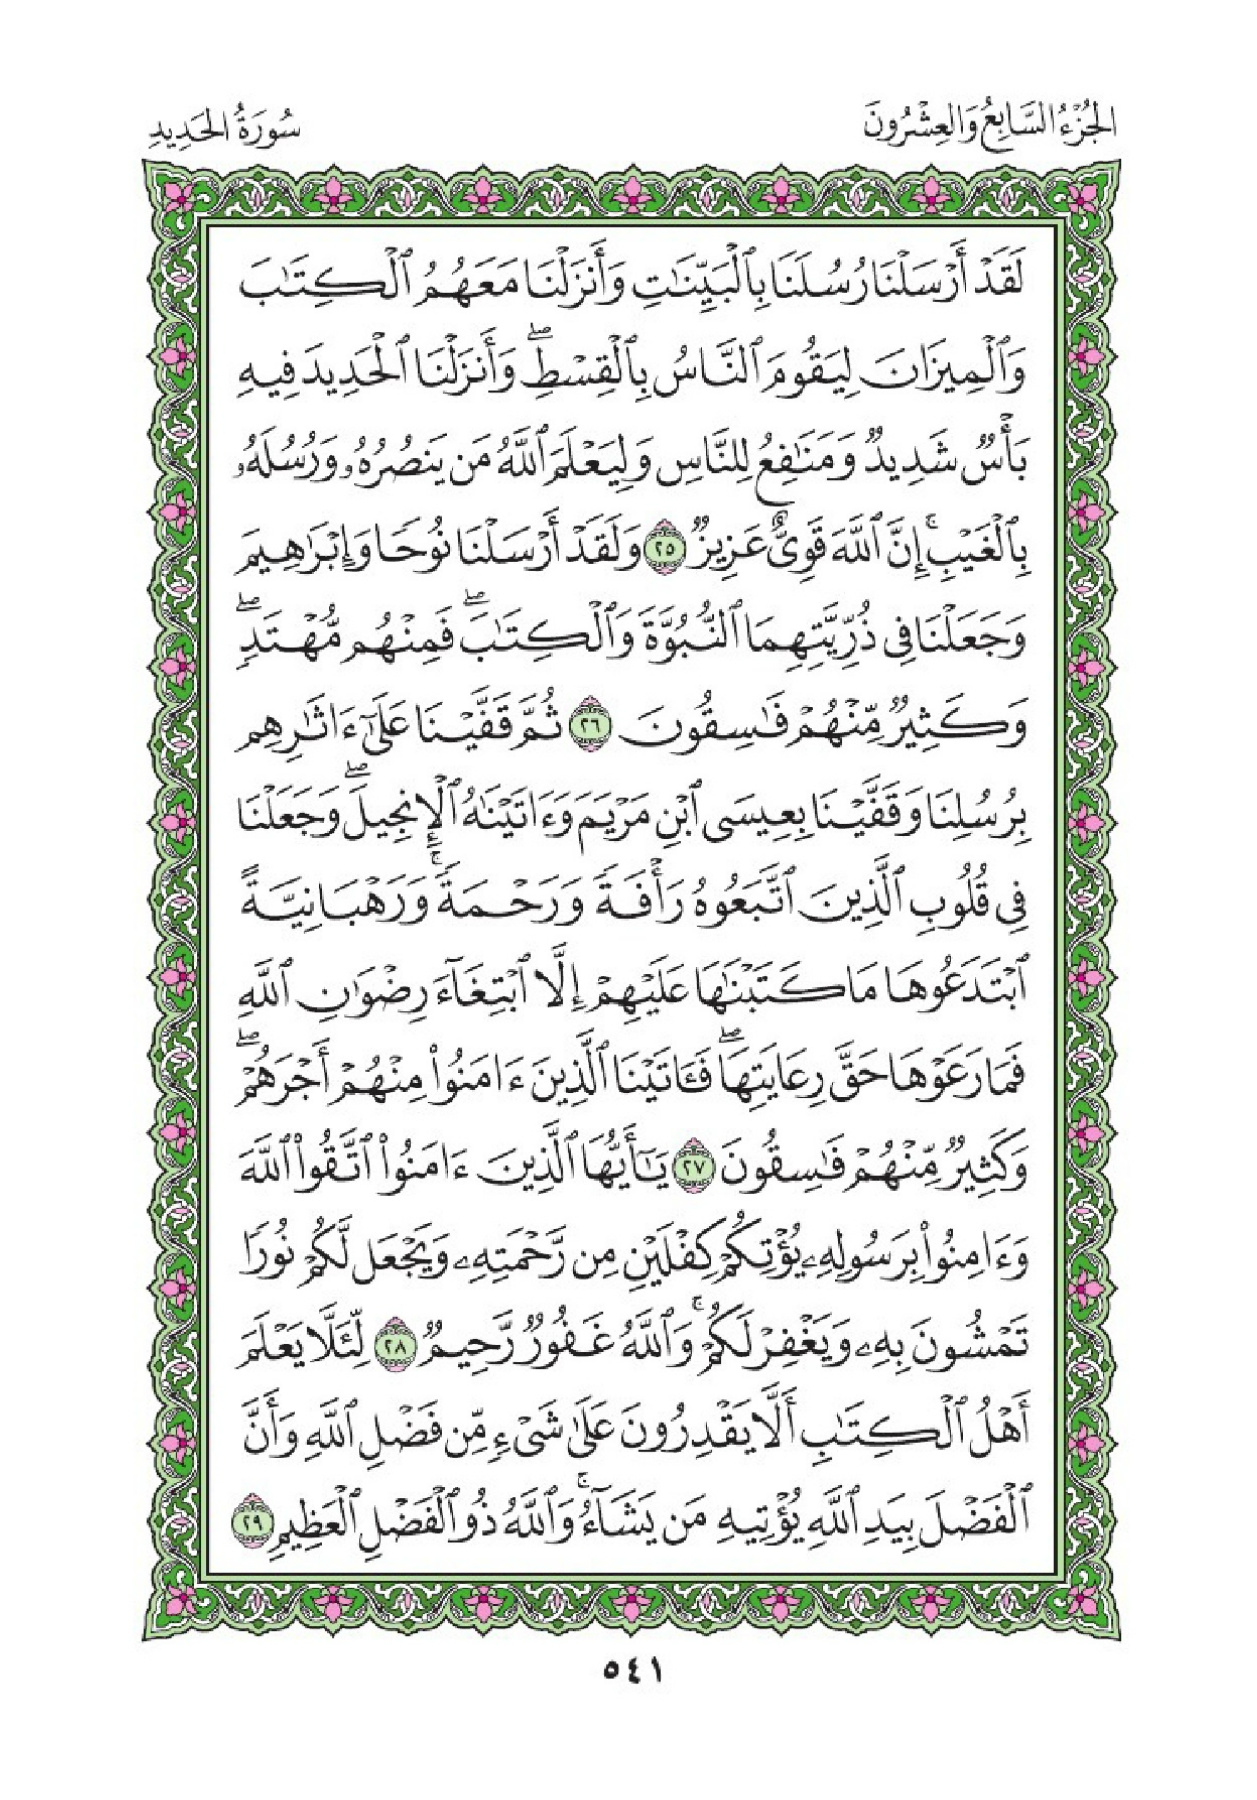 الجُزْءُ السَّابِعُ وَالعِشْرُونَ
سُورَةُ الحَدِيدِ
لَقَدْ أَرْسَلْنَا رُسُلَنَا بِٱلْبَيِّنَٰتِ وَأَنزَلْنَا مَعَهُمُ ٱلْكِتَٰبَ
وَٱلْمِيزَانَ لِيَقُومَ ٱلنَّاسُ بِٱلْقِسْطِۖ وَأَنزَلْنَا ٱلْحَدِيدَ فِيهِ
بَأْسٌ شَدِيدٌ وَمَنَٰفِعُ لِلنَّاسِ وَلِيَعْلَمَ ٱللَّهُ مَن يَنصُرُهُۥ وَرُسُلَهُۥ
بِٱلْغَيْبِۚ إِنَّ ٱللَّهَ قَوِىٌّ عَزِيزٌ ٢٥ وَلَقَدْ أَرْسَلْنَا نُوحًا وَإِبْرَٰهِيمَ
وَجَعَلْنَا فِى ذُرِّيَّتِهِمَا ٱلنُّبُوَّةَ وَٱلْكِتَٰبَۖ فَمِنْهُم مُّهْتَدٍۖ
وَكَثِيرٌ مِّنْهُمْ فَٰسِقُونَ ٢٦ ثُمَّ قَفَّيْنَا عَلَىٰٓ ءَاثَٰرِهِم
بِرُسُلِنَا وَقَفَّيْنَا بِعِيسَى ٱبْنِ مَرْيَمَ وَءَاتَيْنَٰهُ ٱلْإِنجِيلَۖ وَجَعَلْنَا
فِى قُلُوبِ ٱلَّذِينَ ٱتَّبَعُوهُ رَأْفَةً وَرَحْمَةًۚ وَرَهْبَانِيَّةً
ٱبْتَدَعُوهَا مَا كَتَبْنَٰهَا عَلَيْهِمْ إِلَّا ٱبْتِغَآءَ رِضْوَٰنِ ٱللَّهِ
فَمَا رَعَوْهَا حَقَّ رِعَايَتِهَاۖ فَـَٔاتَيْنَا ٱلَّذِينَ ءَامَنُوا۟ مِنْهُمْ أَجْرَهُمْۖ
وَكَثِيرٌ مِّنْهُمْ فَٰسِقُونَ ٢٧ يَٰٓأَيُّهَا ٱلَّذِينَ ءَامَنُوا۟ ٱتَّقُوا۟ ٱللَّهَ
وَءَامِنُوا۟ بِرَسُولِهِۦ يُؤْتِكُمْ كِفْلَيْنِ مِن رَّحْمَتِهِۦ وَيَجْعَل لَّكُمْ نُورًا
تَمْشُونَ بِهِۦ وَيَغْفِرْ لَكُمْۚ وَٱللَّهُ غَفُورٌ رَّحِيمٌ ٢٨ لِّئَلَّا يَعْلَمَ
أَهْلُ ٱلْكِتَٰبِ أَلَّا يَقْدِرُونَ عَلَىٰ شَىْءٍ مِّن فَضْلِ ٱللَّهِ وَأَنَّ
ٱلْفَضْلَ بِيَدِ ٱللَّهِ يُؤْتِيهِ مَن يَشَآءُۚ وَٱللَّهُ ذُو ٱلْفَضْلِ ٱلْعَظِيمِ ٢٩
٥٤١